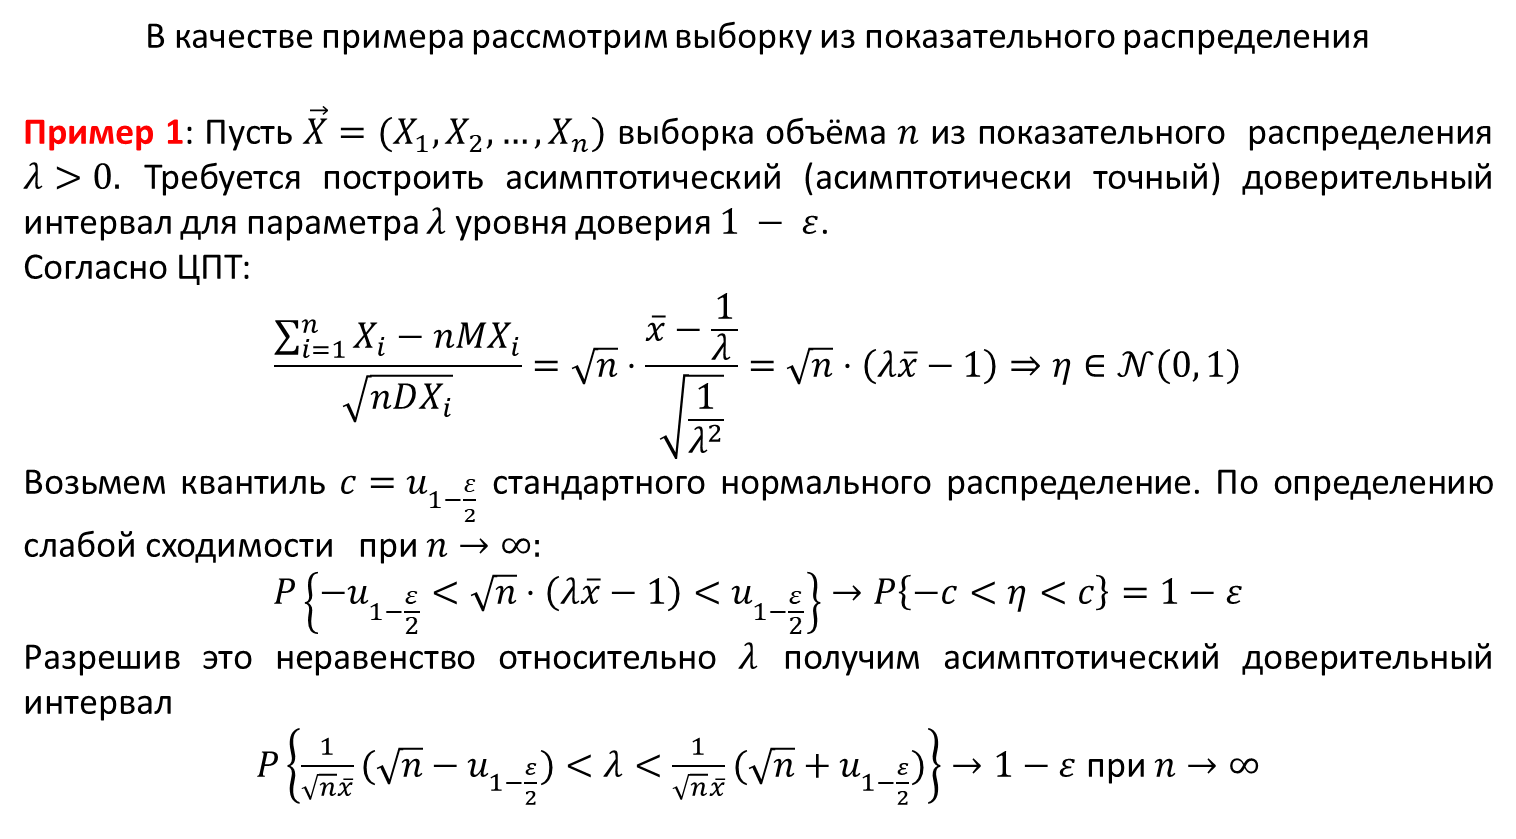 В качестве примера рассмотрим выборку из показательного распределения
Пример 1: Пусть $\vec{X} = (X_1, X_2, \ldots, X_n)$ выборка объёма $n$ из показательного распределения
$\lambda > 0$. Требуется построить асимптотический (асимптотически точный) доверительный
интервал для параметра $\lambda$ уровня доверия $1 - \varepsilon$.
Согласно ЦПТ:
$\frac{\sum_{i=1}^{n} X_i - nMX_i}{\sqrt{nDX_i}} = \sqrt{n} \cdot \frac{\bar{x} - \frac{1}{\lambda}}{\sqrt{\frac{1}{\lambda^2}}} = \sqrt{n} \cdot (\lambda\bar{x} - 1) \Rightarrow \eta \in \mathcal{N}(0, 1)$
Возьмем квантиль $c = u_{1-\frac{\varepsilon}{2}}$ стандартного нормального распределение. По определению
слабой сходимости при $n \to \infty$:
$P\left\{-u_{1-\frac{\varepsilon}{2}} < \sqrt{n} \cdot (\lambda\bar{x} - 1) < u_{1-\frac{\varepsilon}{2}}\right\} \to P\{-c < \eta < c\} = 1 - \varepsilon$
Разрешив это неравенство относительно $\lambda$ получим асимптотический доверительный
интервал
$P\left\{\frac{1}{\sqrt{n}\bar{x}}(\sqrt{n} - u_{1-\frac{\varepsilon}{2}}) < \lambda < \frac{1}{\sqrt{n}\bar{x}}(\sqrt{n} + u_{1-\frac{\varepsilon}{2}})\right\} \to 1 - \varepsilon$ при $n \to \infty$